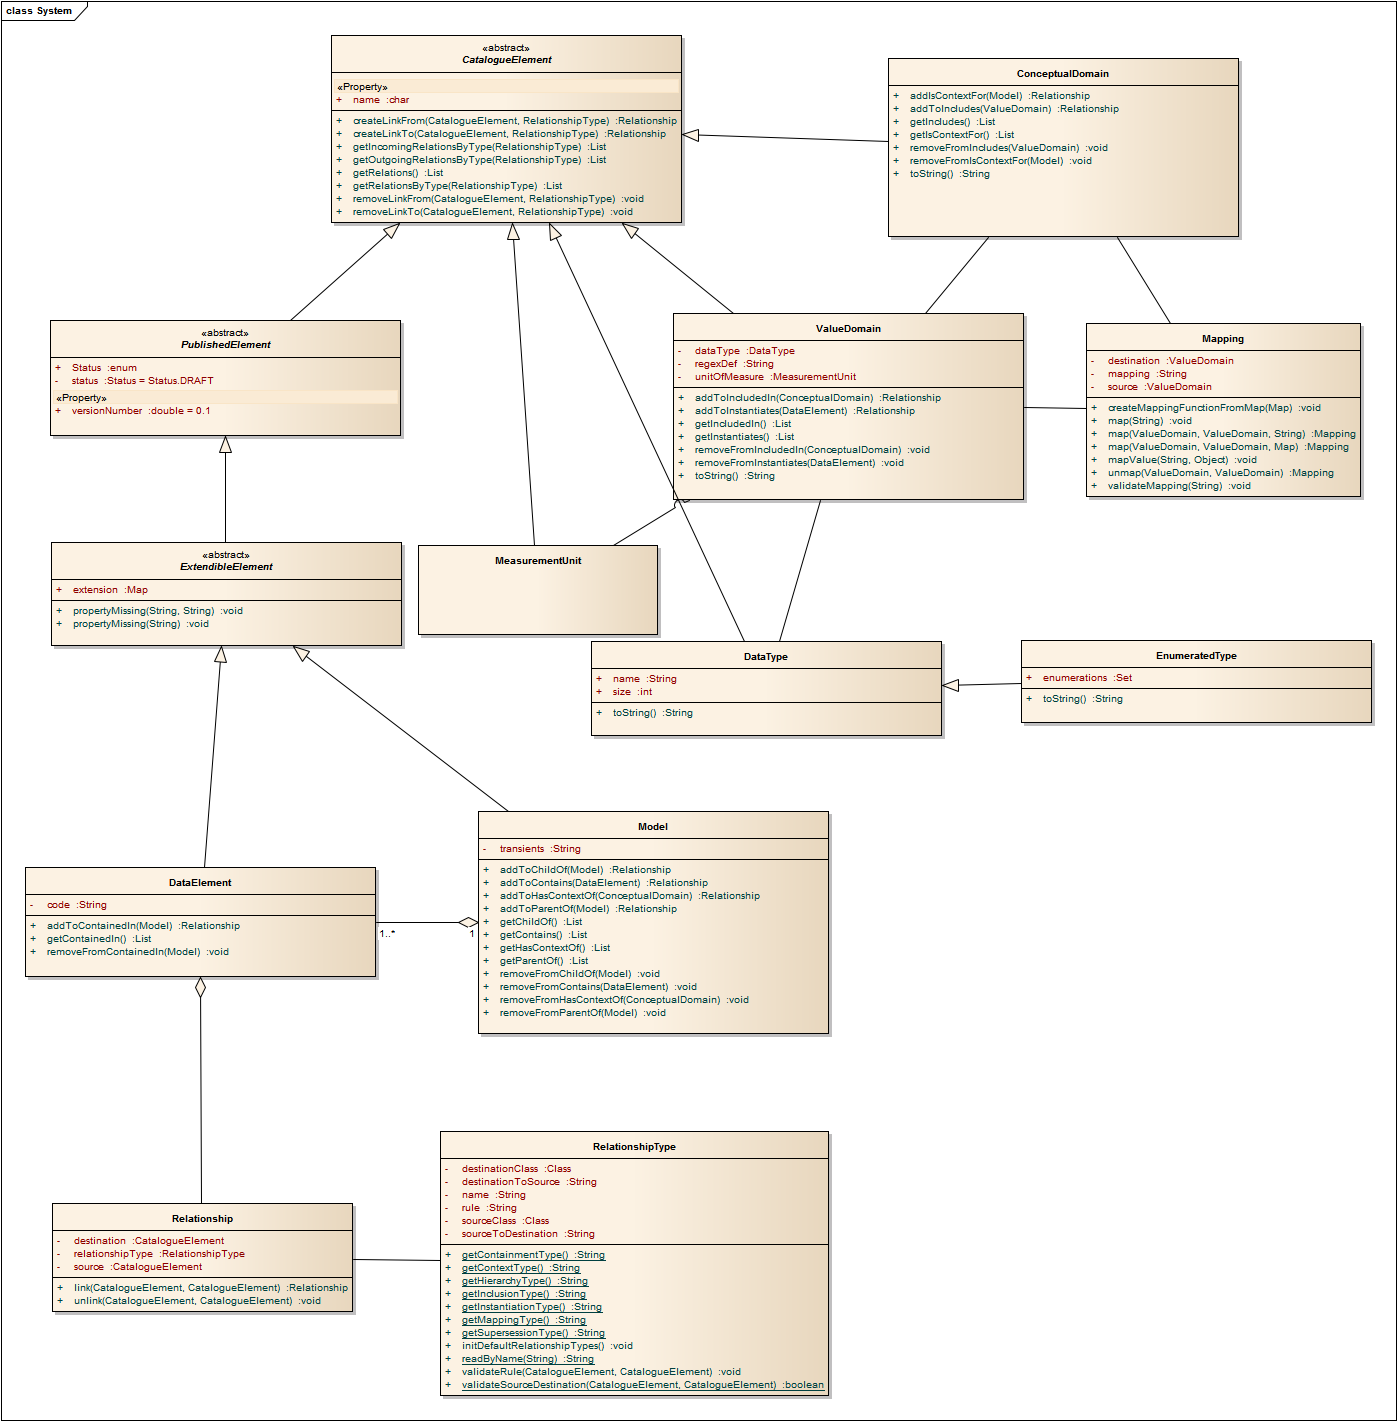 class System
«abstract»
CatalogueElement
«Property»
+ name :char
+ createLinkFrom(CatalogueElement, RelationshipType) :Relationship
+ createLinkTo(CatalogueElement, RelationshipType) :Relationship
+ getIncomingRelationsByType(RelationshipType) :List
+ getOutgoingRelationsByType(RelationshipType) :List
+ getRelations() :List
+ getRelationsByType(RelationshipType) :List
+ removeLinkFrom(CatalogueElement, RelationshipType) :void
+ removeLinkTo(CatalogueElement, RelationshipType) :void
ConceptualDomain
+ addIsContextFor(Model) :Relationship
+ addToIncludes(ValueDomain) :Relationship
+ getIncludes() :List
+ getIsContextFor() :List
+ removeFromIncludes(ValueDomain) :void
+ removeFromIsContextFor(Model) :void
+ toString() :String
«abstract»
PublishedElement
+ Status :enum
- status :Status = Status.DRAFT
«Property»
+ versionNumber :double = 0.1
ValueDomain
- dataType :DataType
- regexDef :String
- unitOfMeasure :MeasurementUnit
+ addToIncludedIn(ConceptualDomain) :Relationship
+ addToInstantiates(DataElement) :Relationship
+ getIncludedIn() :List
+ getInstantiates() :List
+ removeFromIncludedIn(ConceptualDomain) :void
+ removeFromInstantiates(DataElement) :void
+ toString() :String
Mapping
- destination :ValueDomain
- mapping :String
- source :ValueDomain
+ createMappingFunctionFromMap(Map) :void
+ map(String) :void
+ map(ValueDomain, ValueDomain, String) :Mapping
+ map(ValueDomain, ValueDomain, Map) :Mapping
+ mapValue(String, Object) :void
+ unmap(ValueDomain, ValueDomain) :Mapping
+ validateMapping(String) :void
«abstract»
ExtendibleElement
+ extension :Map
+ propertyMissing(String, String) :void
+ propertyMissing(String) :void
MeasurementUnit
DataType
+ name :String
+ size :int
+ toString() :String
EnumeratedType
+ enumerations :Set
+ toString() :String
Model
- transients :String
+ addToChildOf(Model) :Relationship
+ addToContains(DataElement) :Relationship
+ addToHasContextOf(ConceptualDomain) :Relationship
+ addToParentOf(Model) :Relationship
+ getChildOf() :List
+ getContains() :List
+ getHasContextOf() :List
+ getParentOf() :List
+ removeFromChildOf(Model) :void
+ removeFromContains(DataElement) :void
+ removeFromHasContextOf(ConceptualDomain) :void
+ removeFromParentOf(Model) :void
DataElement
- code :String
+ addToContainedIn(Model) :Relationship
+ getContainedIn() :List
+ removeFromContainedIn(Model) :void
1..* 1
Relationship
- destination :CatalogueElement
- relationshipType :RelationshipType
- source :CatalogueElement
+ link(CatalogueElement, CatalogueElement) :Relationship
+ unlink(CatalogueElement, CatalogueElement) :void
RelationshipType
- destinationClass :Class
- destinationToSource :String
- name :String
- rule :String
- sourceClass :Class
- sourceToDestination :String
+ getContainmentType() :String
+ getContextType() :String
+ getHierarchyType() :String
+ getInclusionType() :String
+ getInstantiationType() :String
+ getMappingType() :String
+ getSupersessionType() :String
+ initDefaultRelationshipTypes() :void
+ readByName(String) :String
+ validateRule(CatalogueElement, CatalogueElement) :void
+ validateSourceDestination(CatalogueElement, CatalogueElement) :boolean